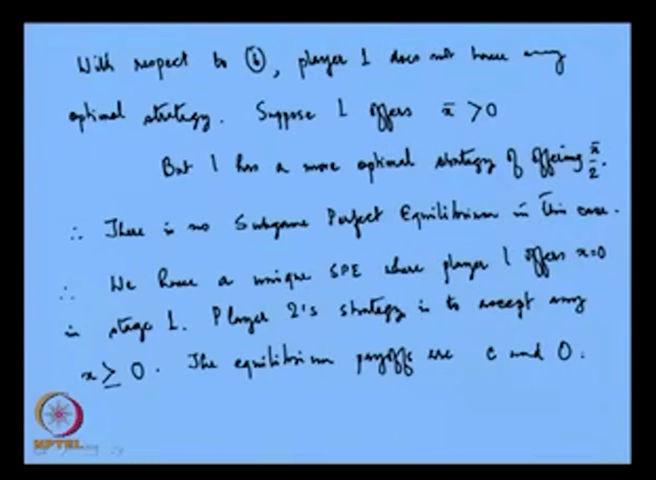 With respect to (b), player 1 does not have any
optimal strategy. Suppose 1 offers x̄ > 0
But 1 has a more optimal strategy of offering x̄/2.
∴ There is no Subgame Perfect Equilibrium in this case.
∴ We have a unique SPE where player 1 offers x=0
in stage 1. Player 2's strategy is to accept any
x ≥ 0. The equilibrium payoffs are c and 0.
NPTEL